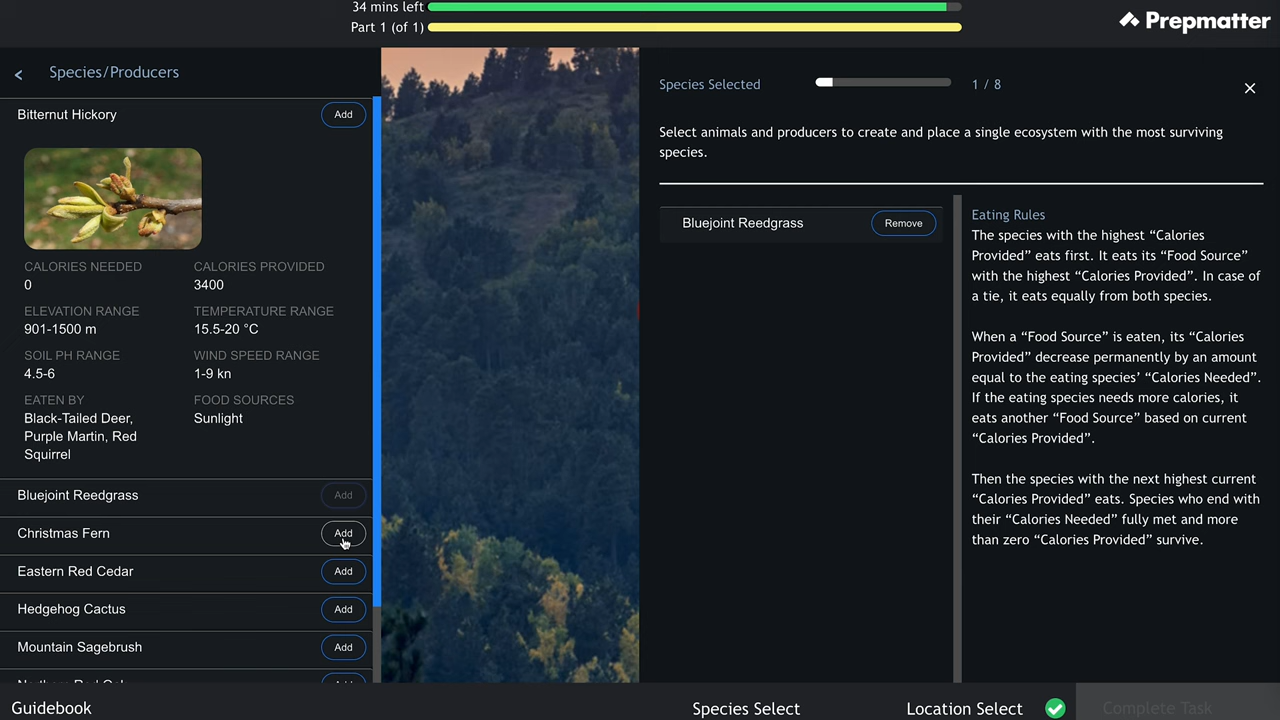 34 mins left
Part 1 (of 1)
Prepmatter
< Species/Producers
Bitternut Hickory Add
CALORIES NEEDED CALORIES PROVIDED
0 3400
ELEVATION RANGE TEMPERATURE RANGE
901-1500 m 15.5-20 °C
SOIL PH RANGE WIND SPEED RANGE
4.5-6 1-9 kn
EATEN BY FOOD SOURCES
Black-Tailed Deer, Sunlight
Purple Martin, Red
Squirrel
Bluejoint Reedgrass Add
Christmas Fern Add
Eastern Red Cedar Add
Hedgehog Cactus Add
Mountain Sagebrush Add
Species Selected 1 / 8
Select animals and producers to create and place a single ecosystem with the most surviving
species.
Bluejoint Reedgrass Remove
Eating Rules
The species with the highest “Calories
Provided” eats first. It eats its “Food Source”
with the highest “Calories Provided”. In case of
a tie, it eats equally from both species.
When a “Food Source” is eaten, its “Calories
Provided” decrease permanently by an amount
equal to the eating species’ “Calories Needed”.
If the eating species needs more calories, it
eats another “Food Source” based on current
“Calories Provided”.
Then the species with the next highest current
“Calories Provided” eats. Species who end with
their “Calories Needed” fully met and more
than zero “Calories Provided” survive.
Guidebook
Species Select
Location Select
Complete Task